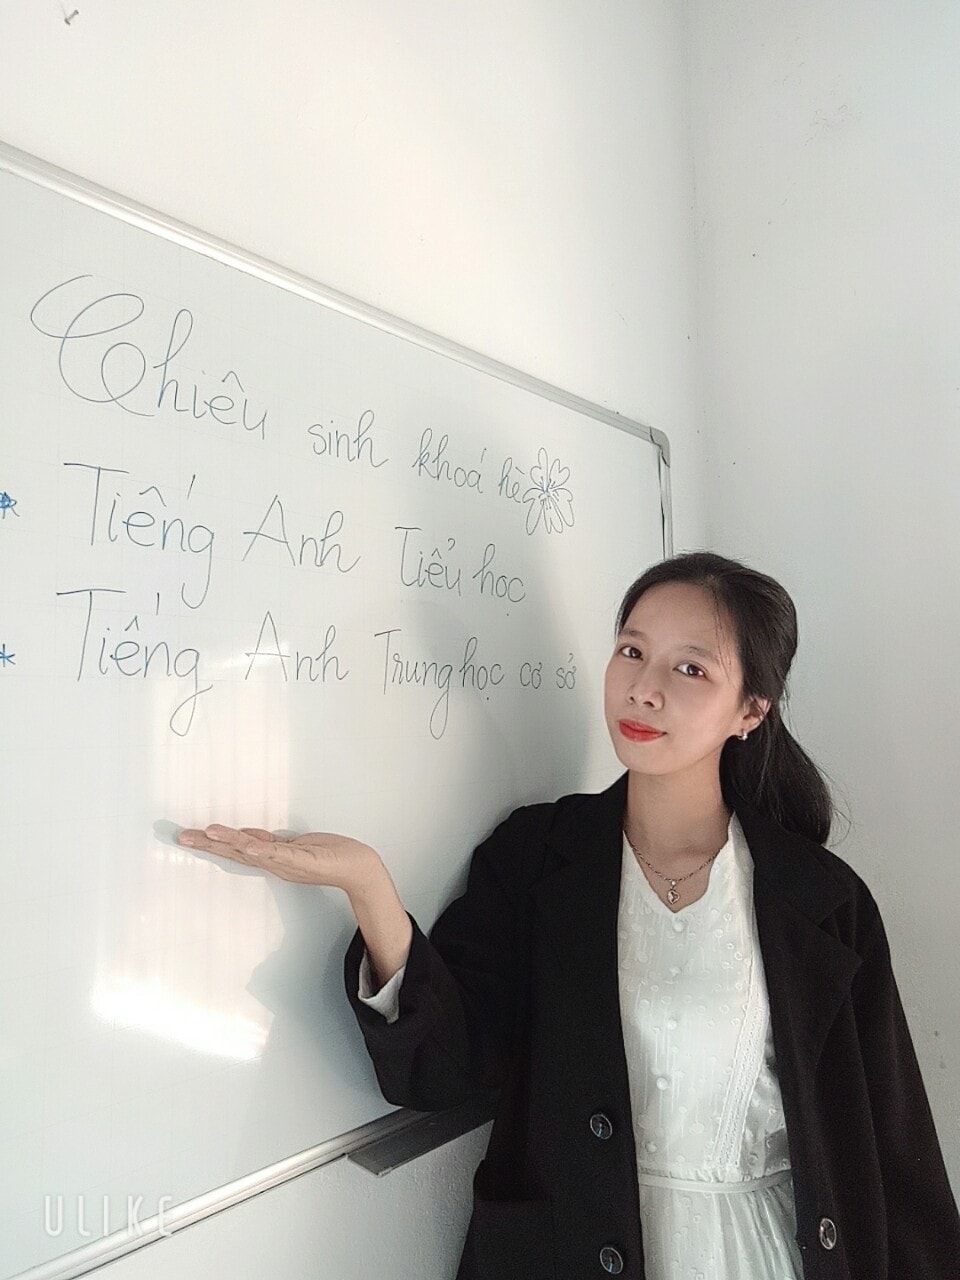 Chiêu sinh khoá hè
* Tiếng Anh Tiểu học
* Tiếng Anh Trung học cơ sở
ULIKE